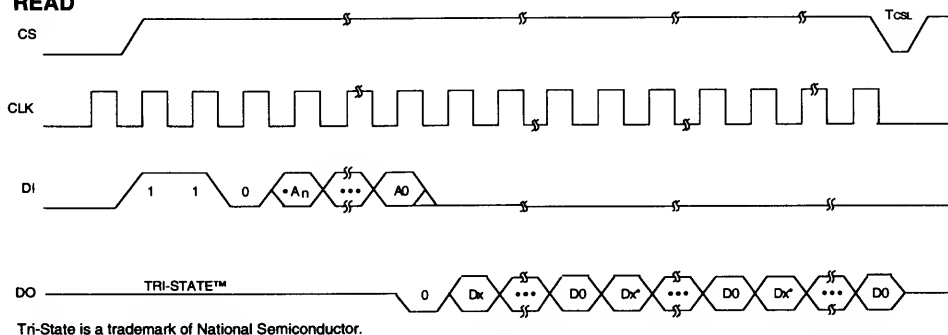 READ
CS
TCSL
CLK
DI 1 1 0 •An ••• A0
DO TRI-STATE™ 0 Dx ••• D0 Dx* ••• D0 Dx* ••• D0
Tri-State is a trademark of National Semiconductor.